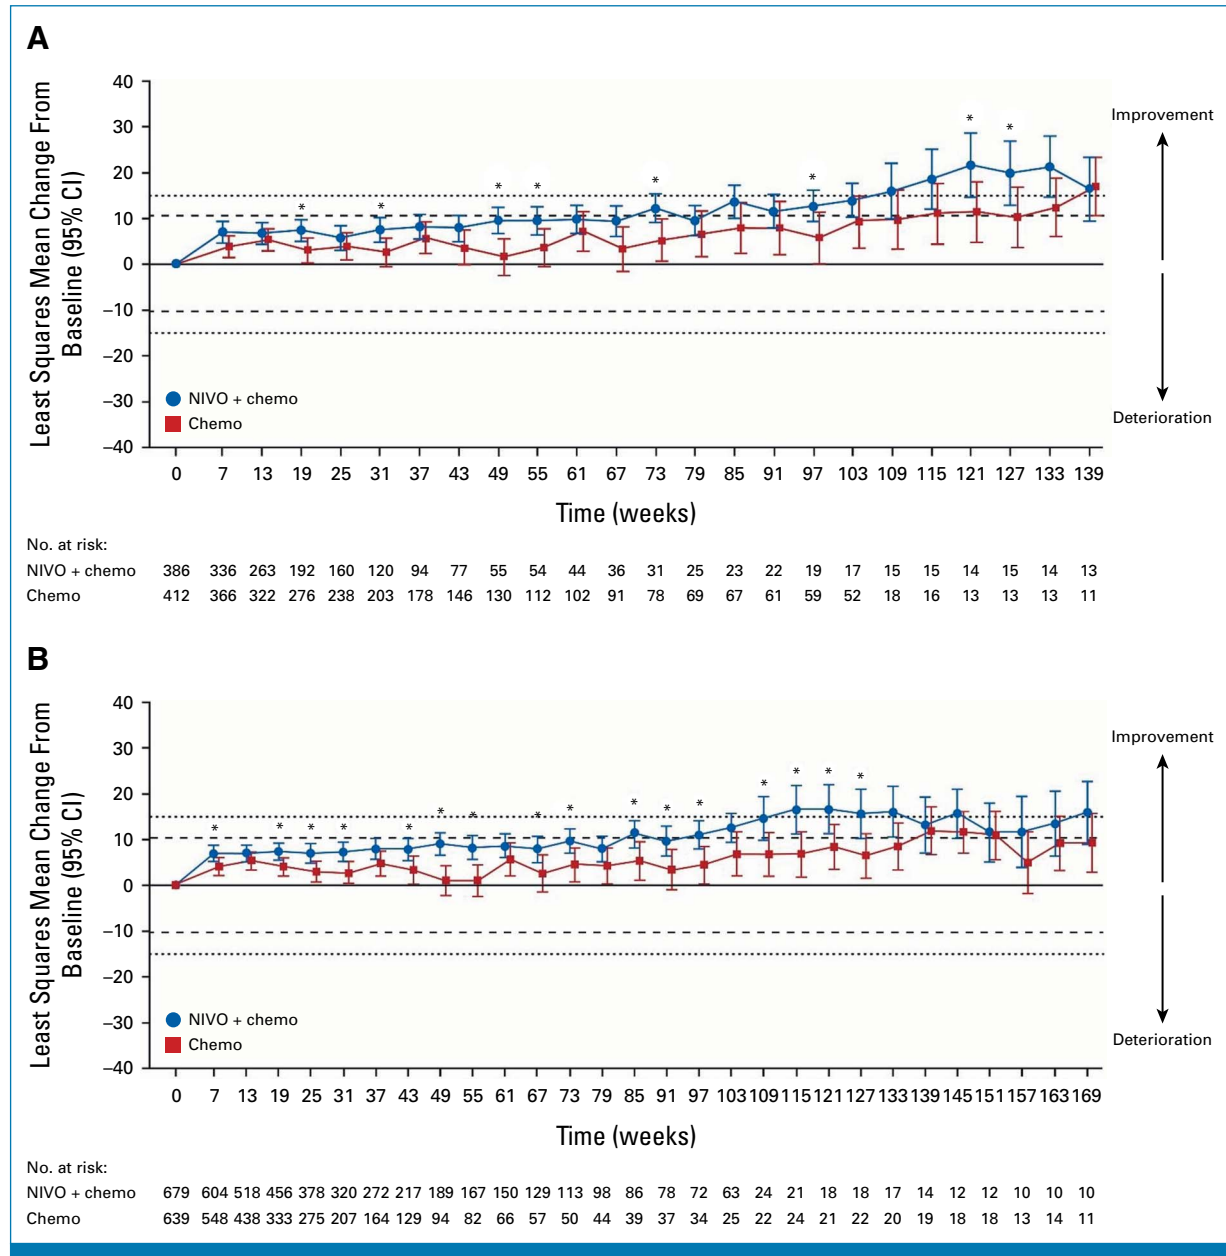 A
Least Squares Mean Change From
Baseline (95% CI)
40
30
20
10
0
–10
–20
–30
–40
* * * * * * * *
NIVO + chemo
Chemo
Improvement
Deterioration
0 7 13 19 25 31 37 43 49 55 61 67 73 79 85 91 97 103 109 115 121 127 133 139
Time (weeks)
No. at risk:
NIVO + chemo 386 336 263 192 160 120 94 77 55 54 44 36 31 25 23 22 19 17 15 15 14 15 14 13
Chemo 412 366 322 276 238 203 178 146 130 112 102 91 78 69 67 61 59 52 18 16 13 13 13 11
B
Least Squares Mean Change From
Baseline (95% CI)
40
30
20
10
0
–10
–20
–30
–40
* * * * * * * * * * * * * * * *
NIVO + chemo
Chemo
Improvement
Deterioration
0 7 13 19 25 31 37 43 49 55 61 67 73 79 85 91 97 103 109 115 121 127 133 139 145 151 157 163 169
Time (weeks)
No. at risk:
NIVO + chemo 679 604 518 456 378 320 272 217 189 167 150 129 113 98 86 78 72 63 24 21 18 18 17 14 12 12 10 10 10
Chemo 639 548 438 333 275 207 164 129 94 82 66 57 50 44 39 37 34 25 22 24 21 22 20 19 18 18 13 14 11